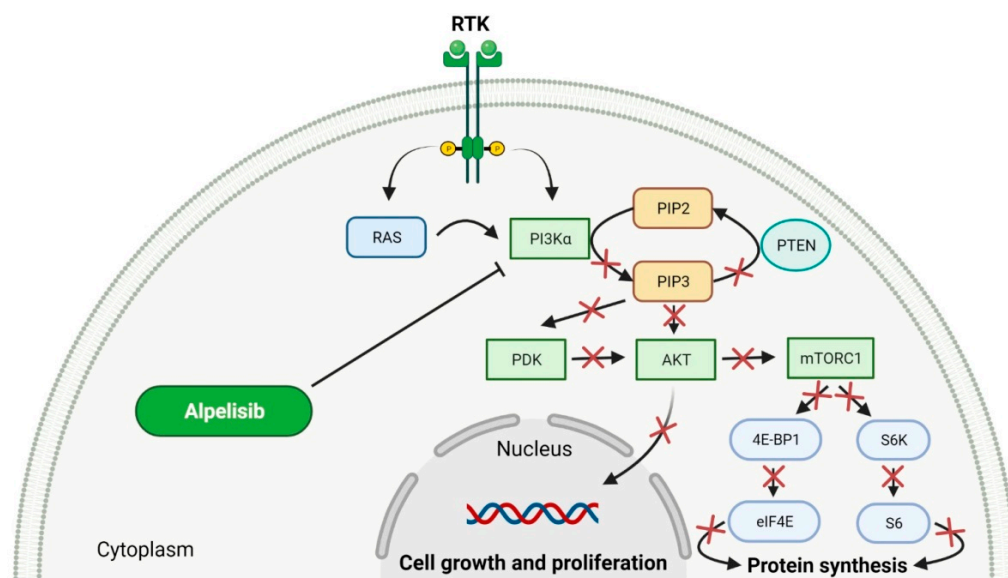 RTK
P
P
RAS
PI3Kα
PIP2
PTEN
PIP3
PDK
AKT
mTORC1
Alpelisib
4E-BP1
S6K
Nucleus
eIF4E
S6
Cytoplasm
Cell growth and proliferation
Protein synthesis